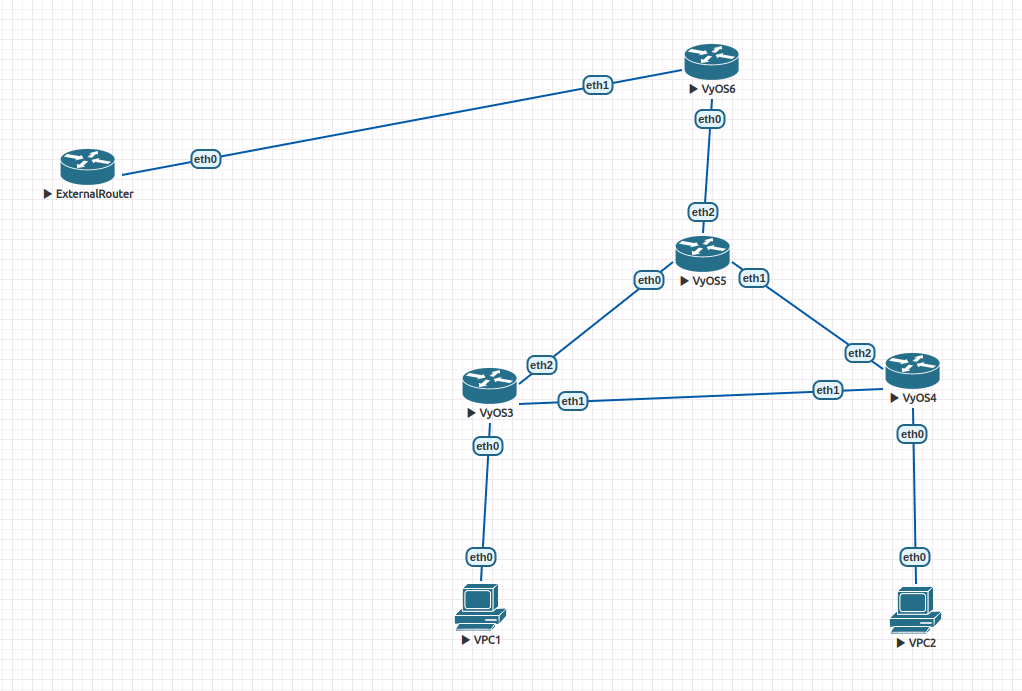 eth1
VyOS6
eth0
eth0
ExternalRouter
eth2
VyOS5
eth0
eth1
eth2
eth2
VyOS3
eth1
eth1
VyOS4
eth0
eth0
eth0
eth0
VPC1
VPC2